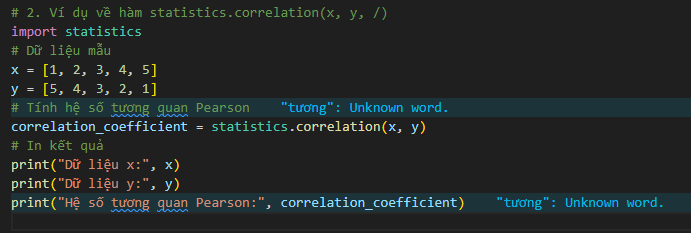 # 2. Ví dụ về hàm statistics.correlation(x, y, /)
import statistics
# Dữ liệu mẫu
x = [1, 2, 3, 4, 5]
y = [5, 4, 3, 2, 1]
# Tính hệ số tương quan Pearson    "tương": Unknown word.
correlation_coefficient = statistics.correlation(x, y)
# In kết quả
print("Dữ liệu x:", x)
print("Dữ liệu y:", y)
print("Hệ số tương quan Pearson:", correlation_coefficient)    "tương": Unknown word.